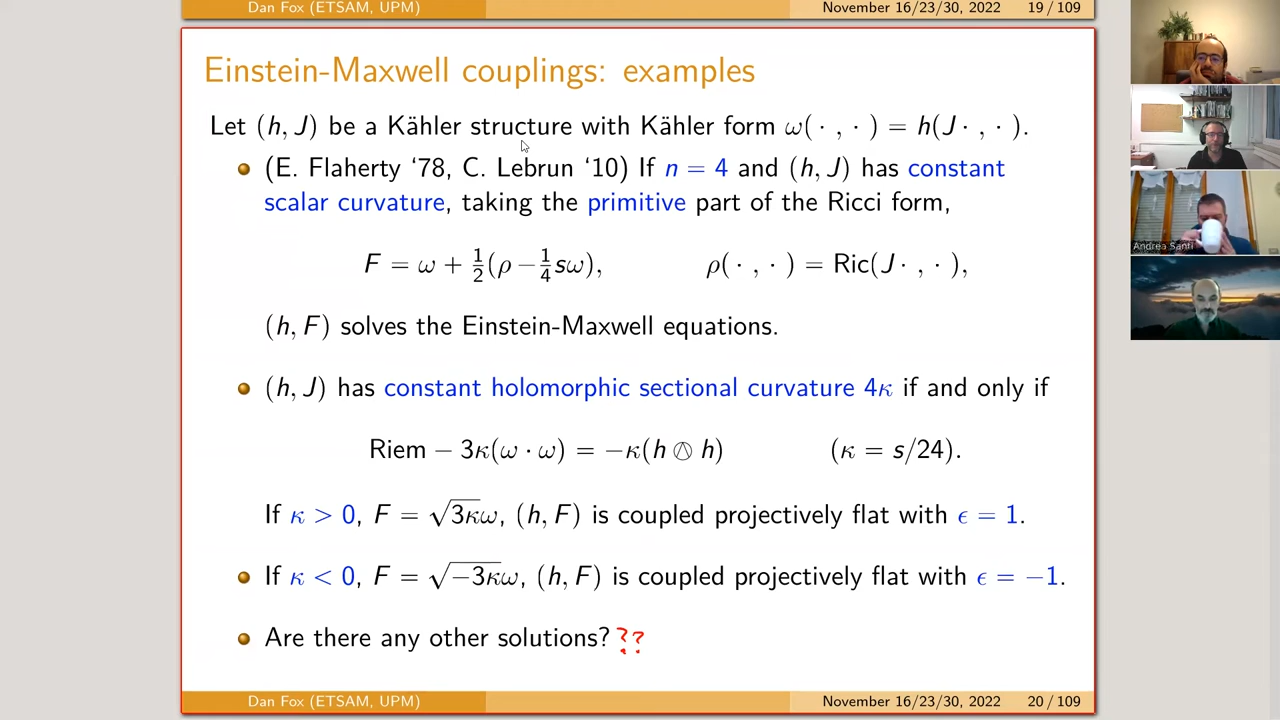 Dan Fox (ETSAM, UPM) November 16/23/30, 2022 19 / 109
Einstein-Maxwell couplings: examples
Let (h, J) be a Kähler structure with Kähler form ω( · , · ) = h(J · , · ).
(E. Flaherty ‘78, C. Lebrun ‘10) If n = 4 and (h, J) has constant
scalar curvature, taking the primitive part of the Ricci form,
F = ω + ½(ρ − ¼sω), ρ( · , · ) = Ric(J · , · ),
(h, F) solves the Einstein-Maxwell equations.
(h, J) has constant holomorphic sectional curvature 4κ if and only if
Riem − 3κ(ω · ω) = −κ(h ⊘ h) (κ = s/24).
If κ > 0, F = √3κω, (h, F) is coupled projectively flat with ϵ = 1.
If κ < 0, F = √−3κω, (h, F) is coupled projectively flat with ϵ = −1.
Are there any other solutions? ??
Dan Fox (ETSAM, UPM) November 16/23/30, 2022 20 / 109
Andrea Santi